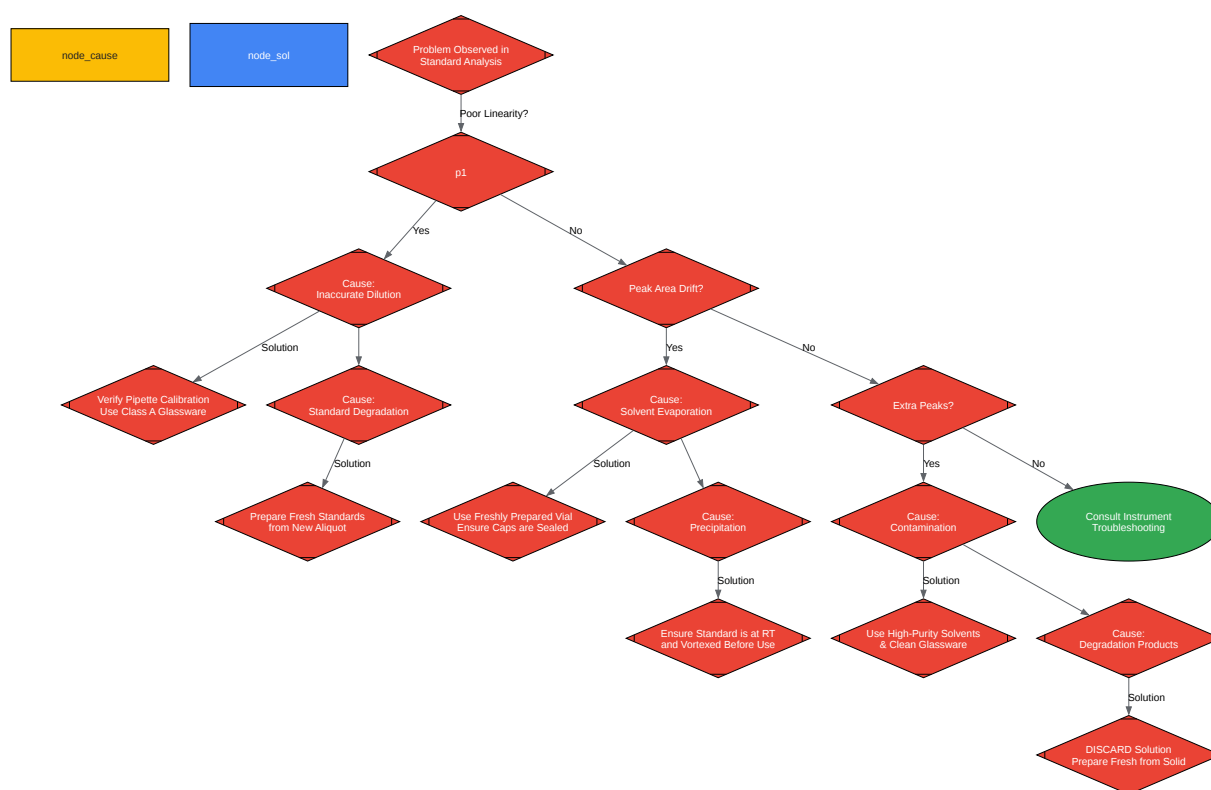 node_cause
node_sol
Problem Observed in
Standard Analysis
Poor Linearity?
p1
Yes
No
Cause:
Inaccurate Dilution
Peak Area Drift?
Solution
Yes
No
Verify Pipette Calibration
Use Class A Glassware
Cause:
Standard Degradation
Cause:
Solvent Evaporation
Extra Peaks?
Solution
Solution
Yes
No
Prepare Fresh Standards
from New Aliquot
Use Freshly Prepared Vial
Ensure Caps are Sealed
Cause:
Precipitation
Cause:
Contamination
Consult Instrument
Troubleshooting
Solution
Solution
Ensure Standard is at RT
and Vortexed Before Use
Use High-Purity Solvents
& Clean Glassware
Cause:
Degradation Products
Solution
DISCARD Solution
Prepare Fresh from Solid